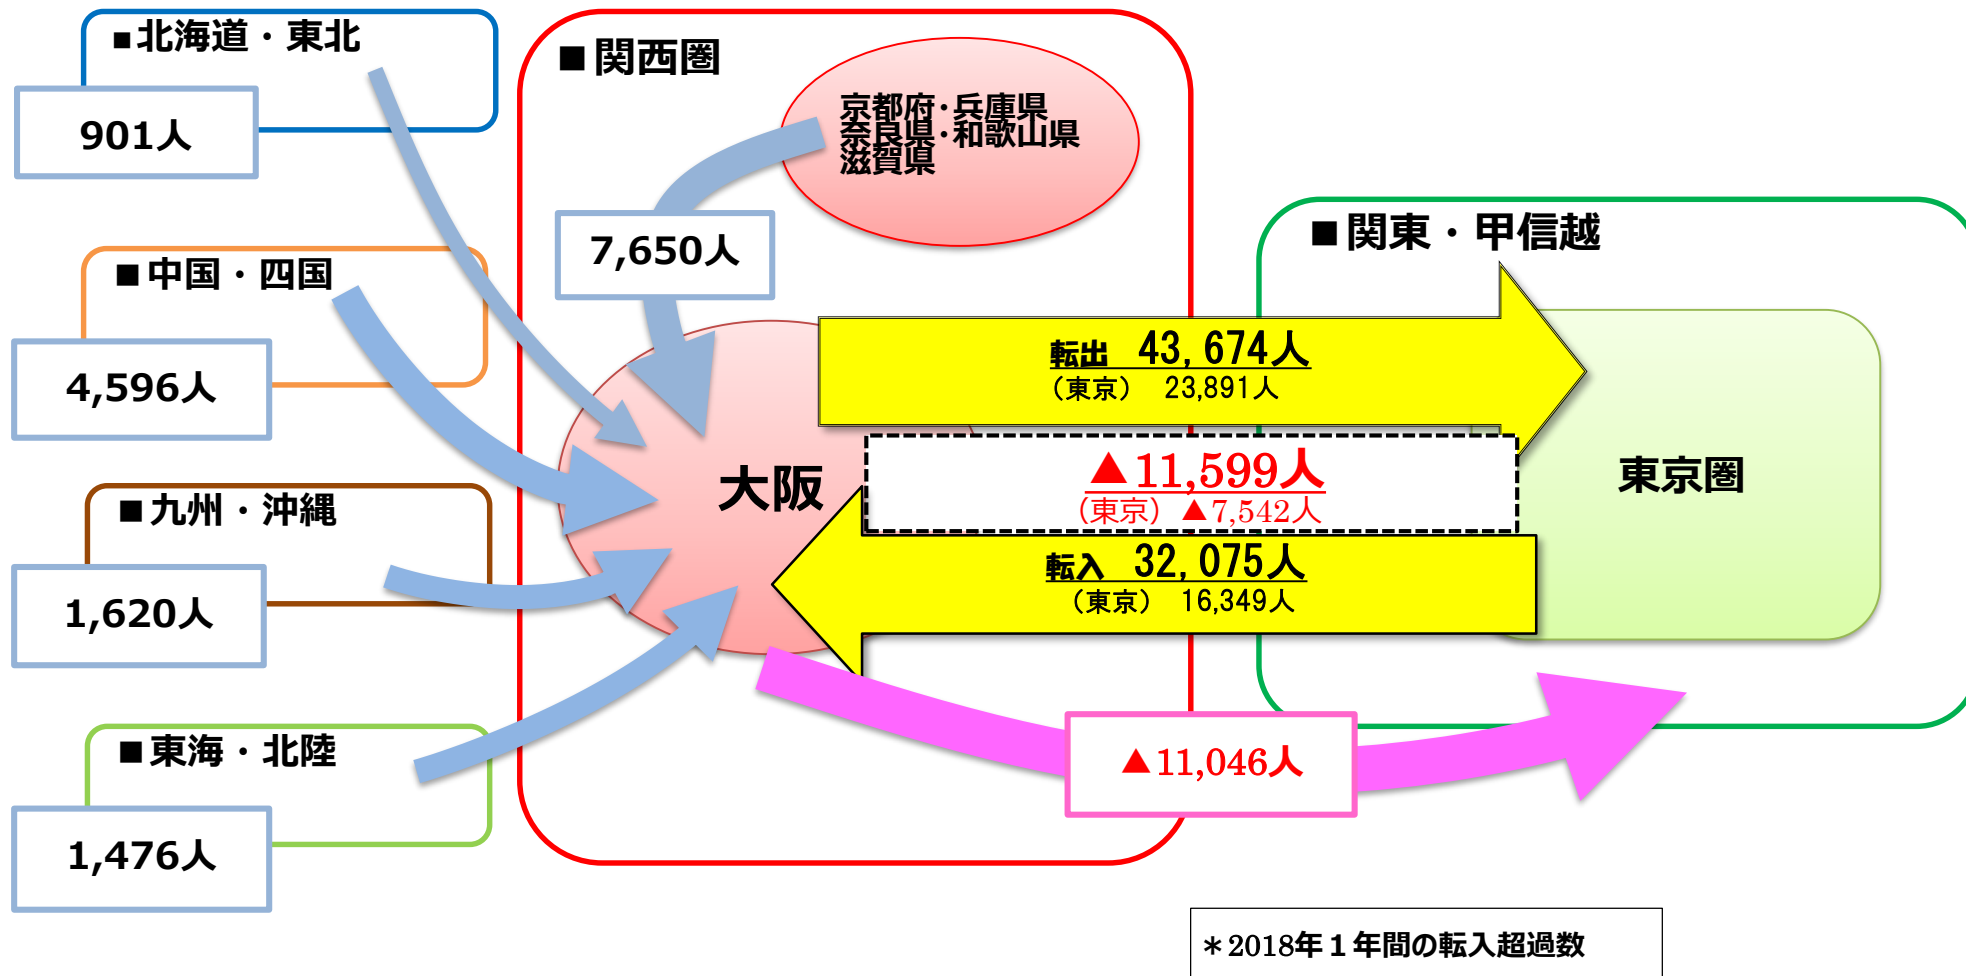 ■北海道・東北
901人
■中国・四国
4,596人
■九州・沖縄
1,620人
■東海・北陸
1,476人
■関西圏
京都府・兵庫県
奈良県・和歌山県
滋賀県
7,650人
大阪
■関東・甲信越
東京圏
転出 43,674人
（東京） 23,891人
▲11,599人
（東京）▲7,542人
転入 32,075人
（東京） 16,349人
▲11,046人
＊2018年１年間の転入超過数